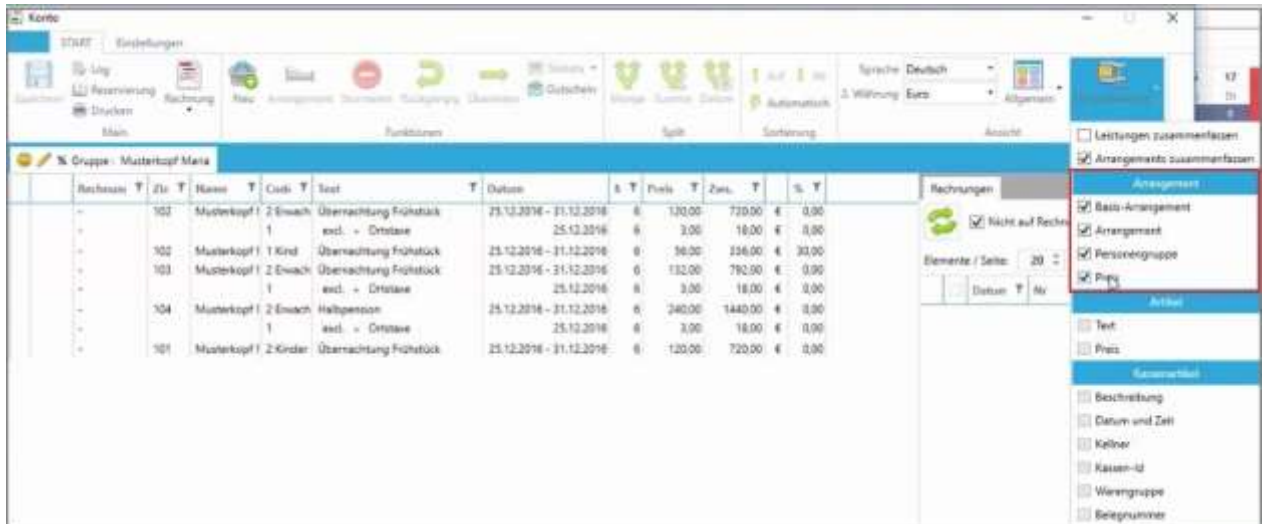 Konto
START Einstellungen
Log
Reservierung
Drucken
Rechnung
Neu
Gutschein
Auf Ab
Automatisch
Sprache Deutsch
2. Währung Euro
Allgemein
Main Funktionen Split Sortierung Ansicht
17
Leistungen zusammenfassen
Arrangements zusammenfassen
% Gruppe : Musterkopf Maria
Rechnung Zbr Name Code Text Datum Preis Zws. %
- 102 Musterkopf 2 Erwach Übernachtung Frühstück 25.12.2016 - 31.12.2016 6 120,00 720,00 € 0,00
- 1 excl. - Ortstaxe 25.12.2016 6 3,00 18,00 € 0,00
- 102 Musterkopf 1 Kind Übernachtung Frühstück 25.12.2016 - 31.12.2016 6 56,00 336,00 € 30,00
- 103 Musterkopf 2 Erwach Übernachtung Frühstück 25.12.2016 - 31.12.2016 6 132,00 792,00 € 0,00
- 1 excl. - Ortstaxe 25.12.2016 6 3,00 18,00 € 0,00
- 104 Musterkopf 2 Erwach Halbpension 25.12.2016 - 31.12.2016 6 240,00 1440,00 € 0,00
- 1 excl. - Ortstaxe 25.12.2016 6 3,00 18,00 € 0,00
- 101 Musterkopf 2 Kinder Übernachtung Frühstück 25.12.2016 - 31.12.2016 6 120,00 720,00 € 0,00
Rechnungen
Nicht auf Rechn
Elemente / Seite: 20
Datum Nr
Arrangement
Basis-Arrangement
Arrangement
Personengruppe
Preis
Artikel
Text
Preis
Kassenartikel
Beschreibung
Datum und Zeit
Kellner
Kassen-Id
Warengruppe
Belegnummer